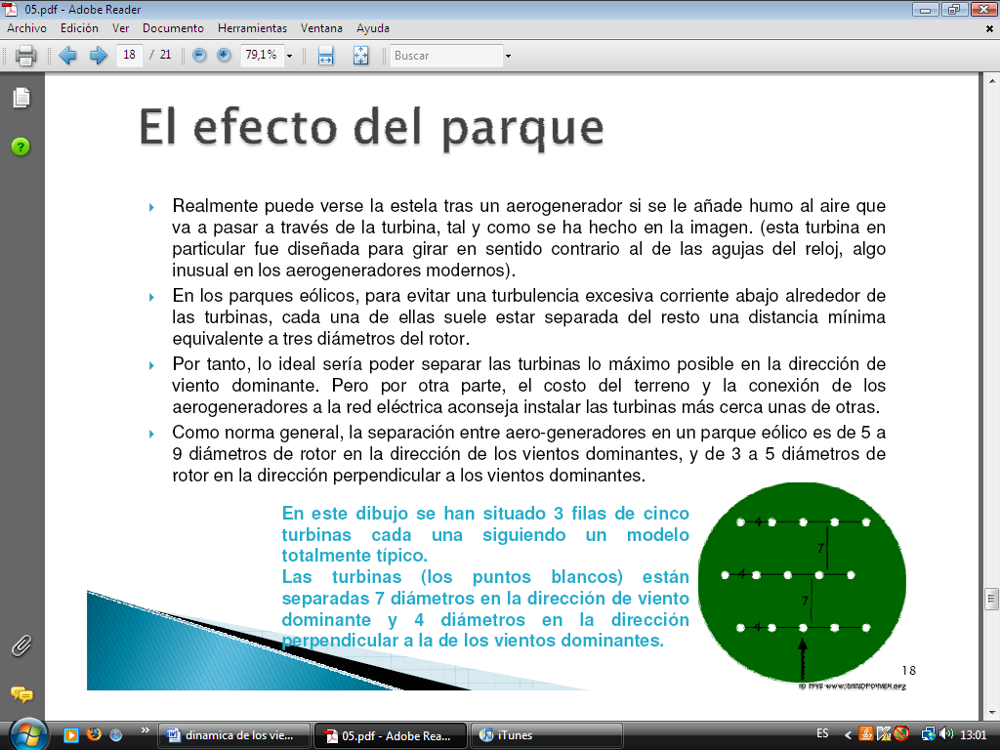 05.pdf - Adobe Reader
Archivo Edición Ver Documento Herramientas Ventana Ayuda
18 / 21 79,1% Buscar
El efecto del parque
Realmente puede verse la estela tras un aerogenerador si se le añade humo al aire que
va a pasar a través de la turbina, tal y como se ha hecho en la imagen. (esta turbina en
particular fue diseñada para girar en sentido contrario al de las agujas del reloj, algo
inusual en los aerogeneradores modernos).
En los parques eólicos, para evitar una turbulencia excesiva corriente abajo alrededor de
las turbinas, cada una de ellas suele estar separada del resto una distancia mínima
equivalente a tres diámetros del rotor.
Por tanto, lo ideal sería poder separar las turbinas lo máximo posible en la dirección de
viento dominante. Pero por otra parte, el costo del terreno y la conexión de los
aerogeneradores a la red eléctrica aconseja instalar las turbinas más cerca unas de otras.
Como norma general, la separación entre aero-generadores en un parque eólico es de 5 a
9 diámetros de rotor en la dirección de los vientos dominantes, y de 3 a 5 diámetros de
rotor en la dirección perpendicular a los vientos dominantes.
En este dibujo se han situado 3 filas de cinco
turbinas cada una siguiendo un modelo
totalmente típico.
Las turbinas (los puntos blancos) están
separadas 7 diámetros en la dirección de viento
dominante y 4 diámetros en la dirección
perpendicular a la de los vientos dominantes.
4
7
4
7
4
18
© 1998 www.WINDPOWER.org
dinamica de los vie... 05.pdf - Adobe Rea... iTunes ES 13:01